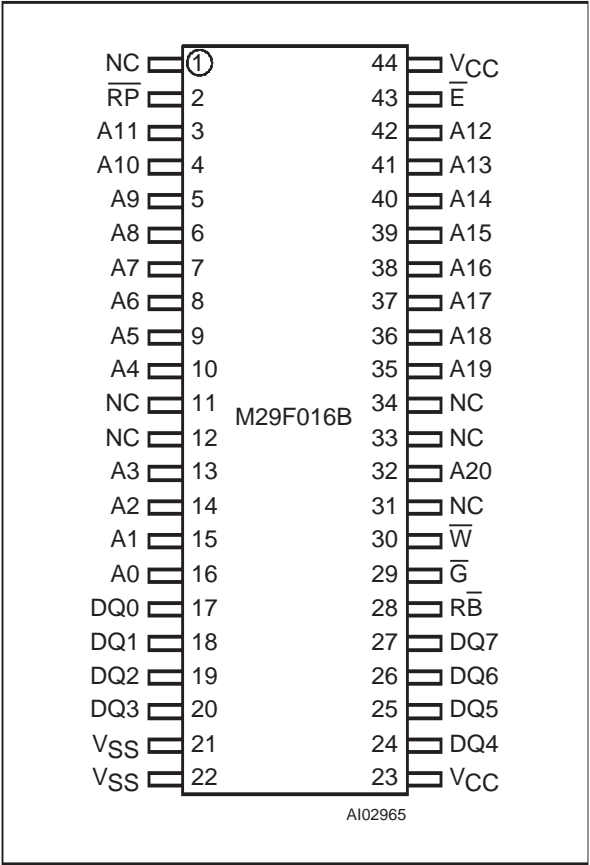 NC 1 44 VCC
R̅P̅ 2 43 E̅
A11 3 42 A12
A10 4 41 A13
A9 5 40 A14
A8 6 39 A15
A7 7 38 A16
A6 8 37 A17
A5 9 36 A18
A4 10 35 A19
NC 11 34 NC
M29F016B
NC 12 33 NC
A3 13 32 A20
A2 14 31 NC
A1 15 30 W̅
A0 16 29 G̅
DQ0 17 28 RB̅
DQ1 18 27 DQ7
DQ2 19 26 DQ6
DQ3 20 25 DQ5
VSS 21 24 DQ4
VSS 22 23 VCC
AI02965